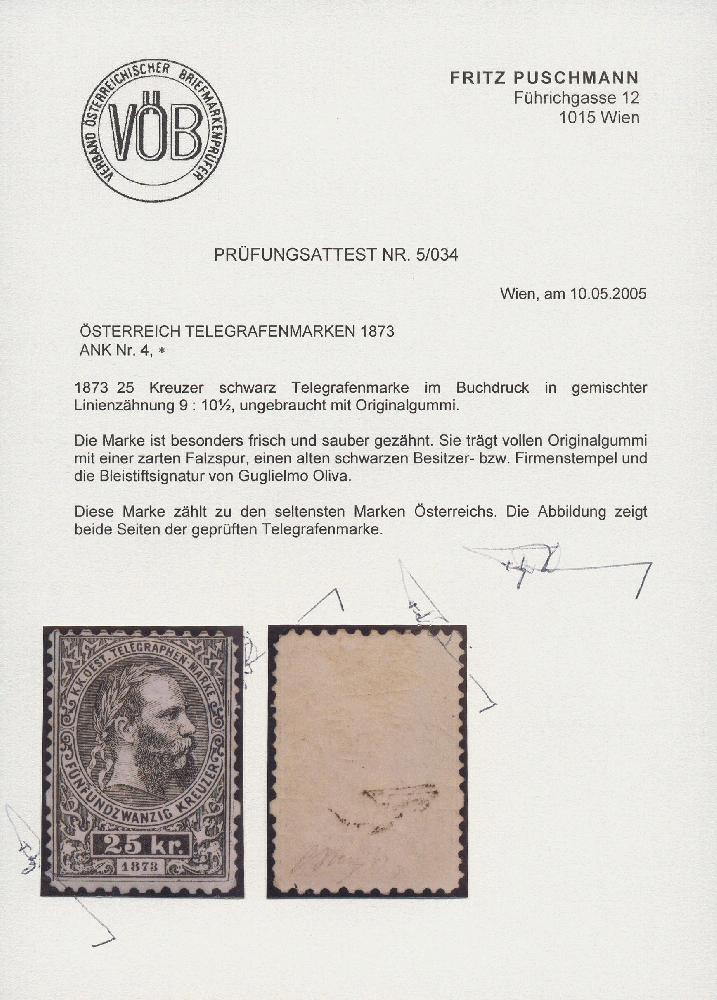 VERBAND ÖSTERREICHISCHER BRIEFMARKENPRÜFER
VÖB
FRITZ PUSCHMANN
Führichgasse 12
1015 Wien
PRÜFUNGSATTEST NR. 5/034
Wien, am 10.05.2005
ÖSTERREICH TELEGRAFENMARKEN 1873
ANK Nr. 4, *
1873 25 Kreuzer schwarz Telegrafenmarke im Buchdruck in gemischter
Linienzähnung 9 : 10½, ungebraucht mit Originalgummi.
Die Marke ist besonders frisch und sauber gezähnt. Sie trägt vollen Originalgummi
mit einer zarten Falzspur, einen alten schwarzen Besitzer- bzw. Firmenstempel und
die Bleistiftsignatur von Guglielmo Oliva.
Diese Marke zählt zu den seltensten Marken Österreichs. Die Abbildung zeigt
beide Seiten der geprüften Telegrafenmarke.
K.K. OEST. TELEGRAPHEN-MARKE
FÜNFUNDZWANZIG KREUZER
25 kr.
1873